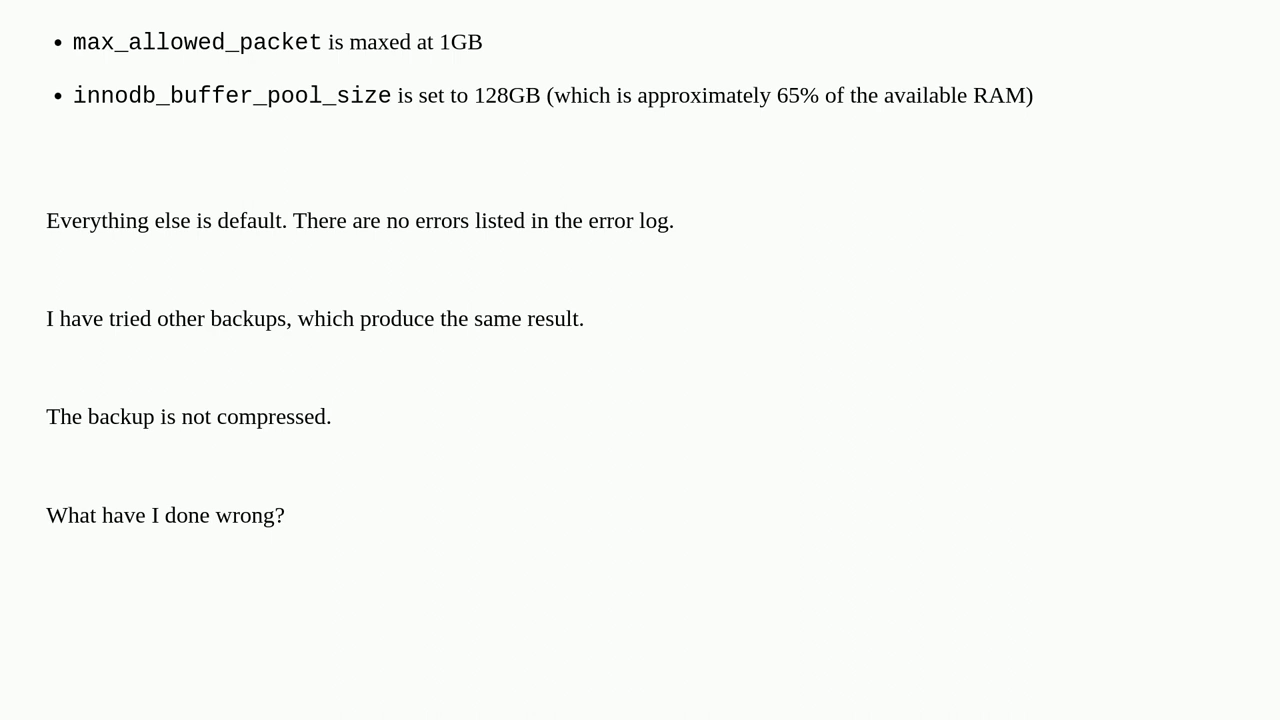 • max_allowed_packet is maxed at 1GB
• innodb_buffer_pool_size is set to 128GB (which is approximately 65% of the available RAM)
Everything else is default. There are no errors listed in the error log.
I have tried other backups, which produce the same result.
The backup is not compressed.
What have I done wrong?